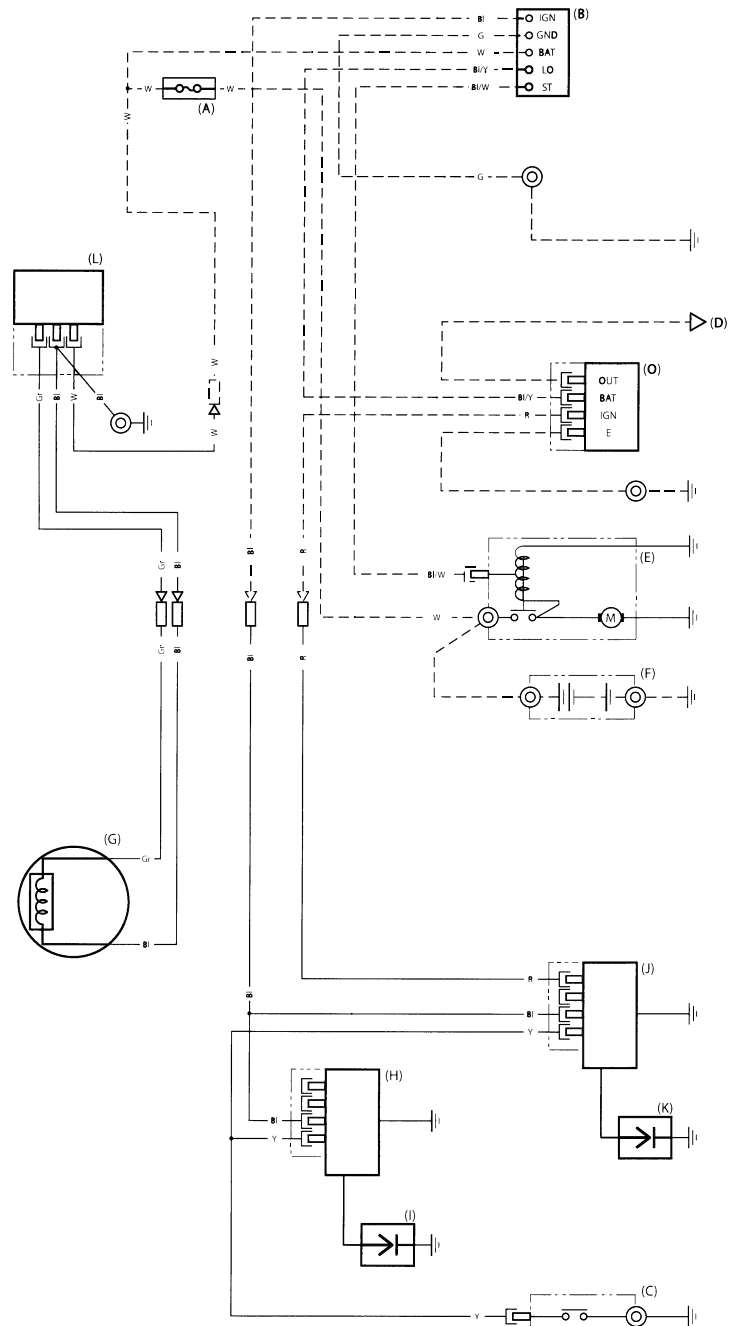 Bl IGN (B)
G GND
W BAT
Bl/Y LO
W W
(A)
Bl/W ST
W
G
(L)
(D)
(O)
OUT
W
Bl/Y BAT
Gr Bl W Bl
R IGN
W
E
Bl R
(E)
Gr Bl
Bl/W
W M
Gr Bl Bl R
(F)
(G)
Gr
Bl
(J)
R
Bl
Bl
Y
(H)
(K)
Bl
Y
(I)
(C)
Y